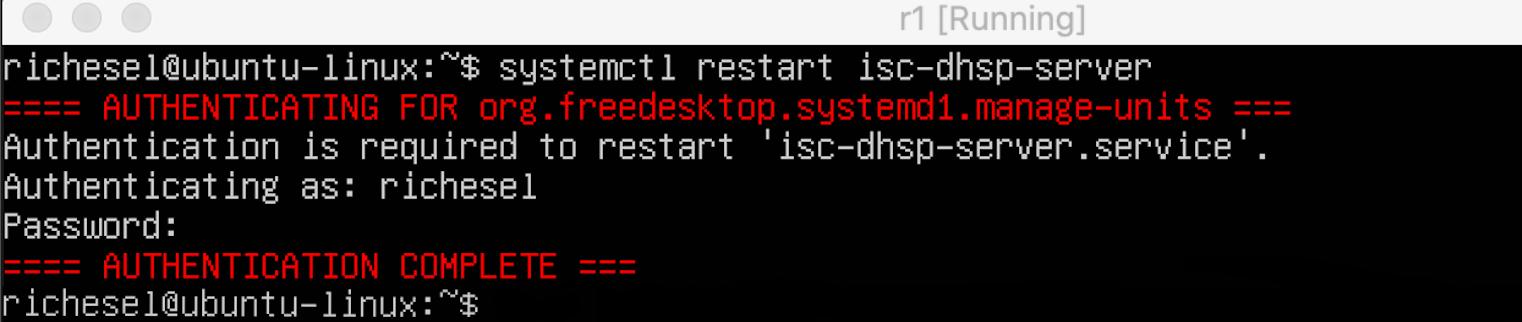 r1 [Running]
richesel@ubuntu-linux:~$ systemctl restart isc-dhsp-server
==== AUTHENTICATING FOR org.freedesktop.systemd1.manage-units ===
Authentication is required to restart 'isc-dhsp-server.service'.
Authenticating as: richesel
Password:
==== AUTHENTICATION COMPLETE ===
richesel@ubuntu-linux:~$